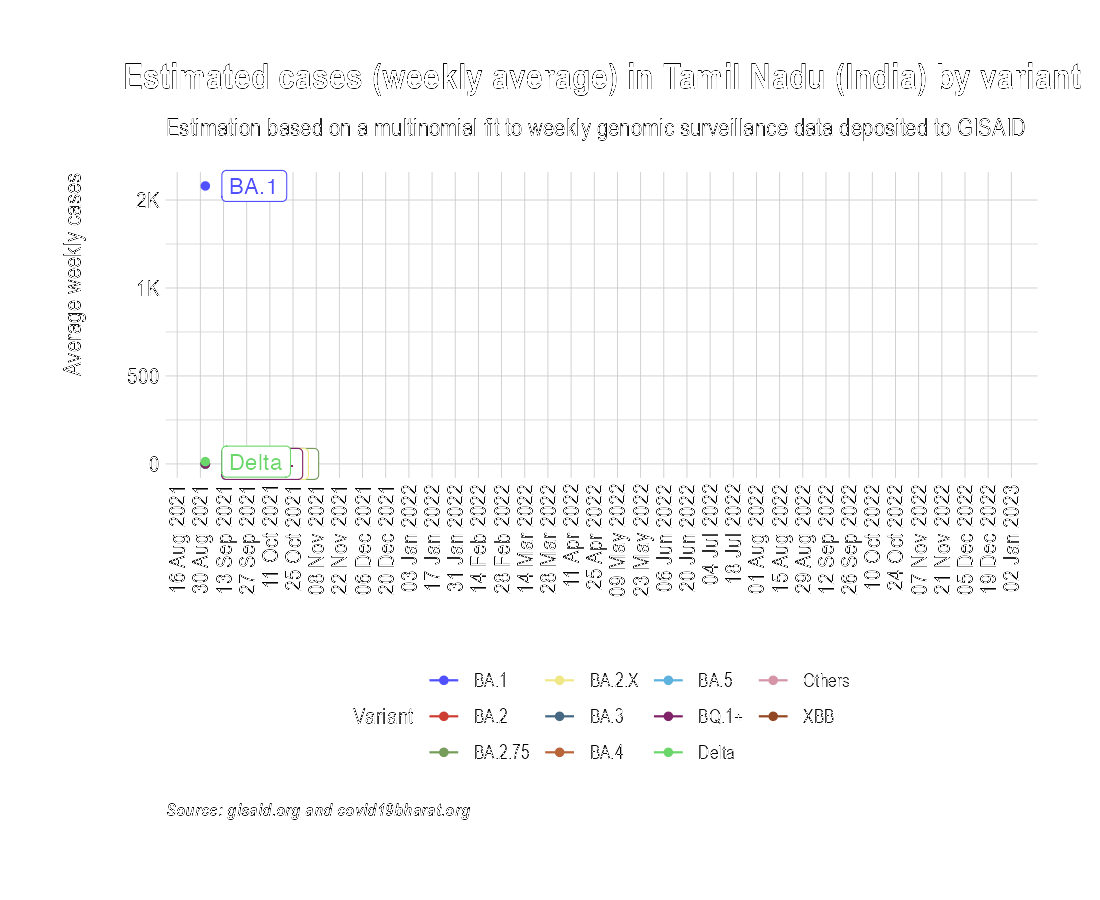 Estimated cases (weekly average) in Tamil Nadu (India) by variant
Estimation based on a multinomial fit to weekly genomic surveillance data deposited to GISAID
Average weekly cases
2K
1K
500
0
BA.1
Delta
16 Aug 2021
30 Aug 2021
13 Sep 2021
27 Sep 2021
11 Oct 2021
25 Oct 2021
08 Nov 2021
22 Nov 2021
06 Dec 2021
20 Dec 2021
03 Jan 2022
17 Jan 2022
31 Jan 2022
14 Feb 2022
28 Feb 2022
14 Mar 2022
28 Mar 2022
11 Apr 2022
25 Apr 2022
09 May 2022
23 May 2022
06 Jun 2022
20 Jun 2022
04 Jul 2022
18 Jul 2022
01 Aug 2022
15 Aug 2022
29 Aug 2022
12 Sep 2022
26 Sep 2022
10 Oct 2022
24 Oct 2022
07 Nov 2022
21 Nov 2022
05 Dec 2022
19 Dec 2022
02 Jan 2023
Variant
BA.1
BA.2
BA.2.75
BA.2.X
BA.3
BA.4
BA.5
BQ.1+
Delta
Others
XBB
Source: gisaid.org and covid19bharat.org